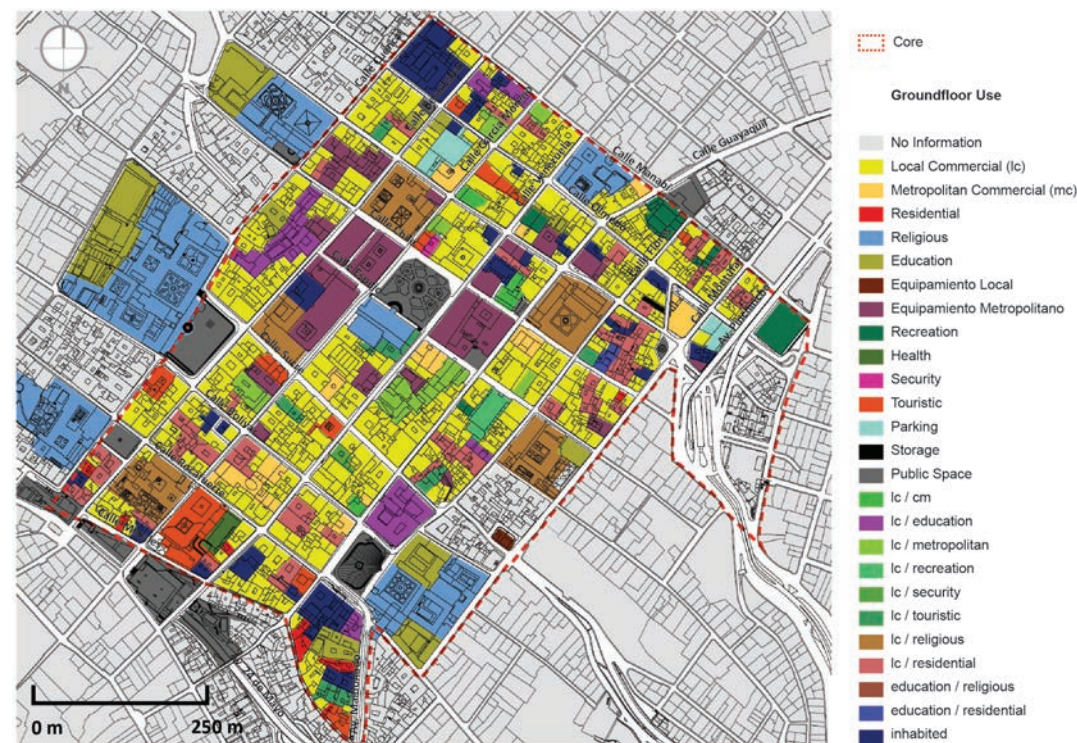 Core
Groundfloor Use
No Information
Local Commercial (lc)
Metropolitan Commercial (mc)
Residential
Religious
Education
Equipamiento Local
Equipamiento Metropolitano
Recreation
Health
Security
Touristic
Parking
Storage
Public Space
lc / cm
lc / education
lc / metropolitan
lc / recreation
lc / security
lc / touristic
lc / religious
lc / residential
education / religious
education / residential
inhabited
N
Calle Guayaquil
Calle Manabí
0 m
250 m